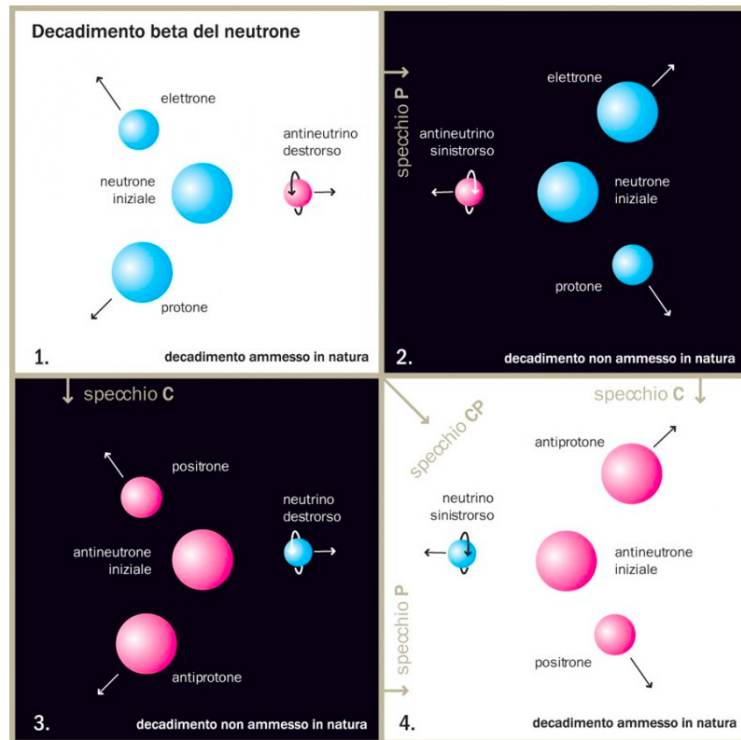 Decadimento beta del neutrone
elettrone
antineutrino
destrorso
neutrone
iniziale
protone
1.
decadimento ammesso in natura
specchio P
elettrone
antineutrino
sinistrorso
neutrone
iniziale
protone
2.
decadimento non ammesso in natura
specchio C
positrone
neutrino
destrorso
antineutrone
iniziale
antiprotone
3.
decadimento non ammesso in natura
specchio CP
specchio C
antiprotone
neutrino
sinistrorso
antineutrone
iniziale
specchio P
positrone
4.
decadimento ammesso in natura